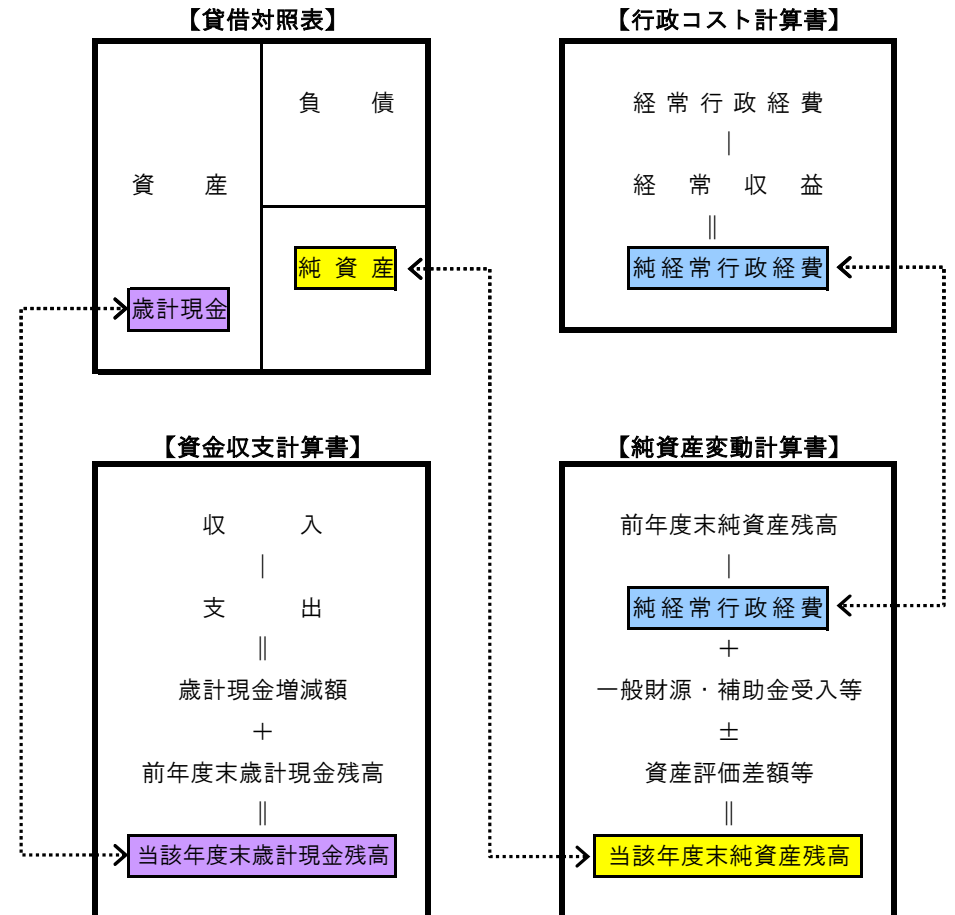 【貸借対照表】
負債
資産
純資産
歳計現金
【行政コスト計算書】
経常行政経費
|
経常収益
||
純経常行政経費
【資金収支計算書】
収入
|
支出
||
歳計現金増減額
＋
前年度末歳計現金残高
||
当該年度末歳計現金残高
【純資産変動計算書】
前年度末純資産残高
|
純経常行政経費
＋
一般財源・補助金受入等
±
資産評価差額等
||
当該年度末純資産残高